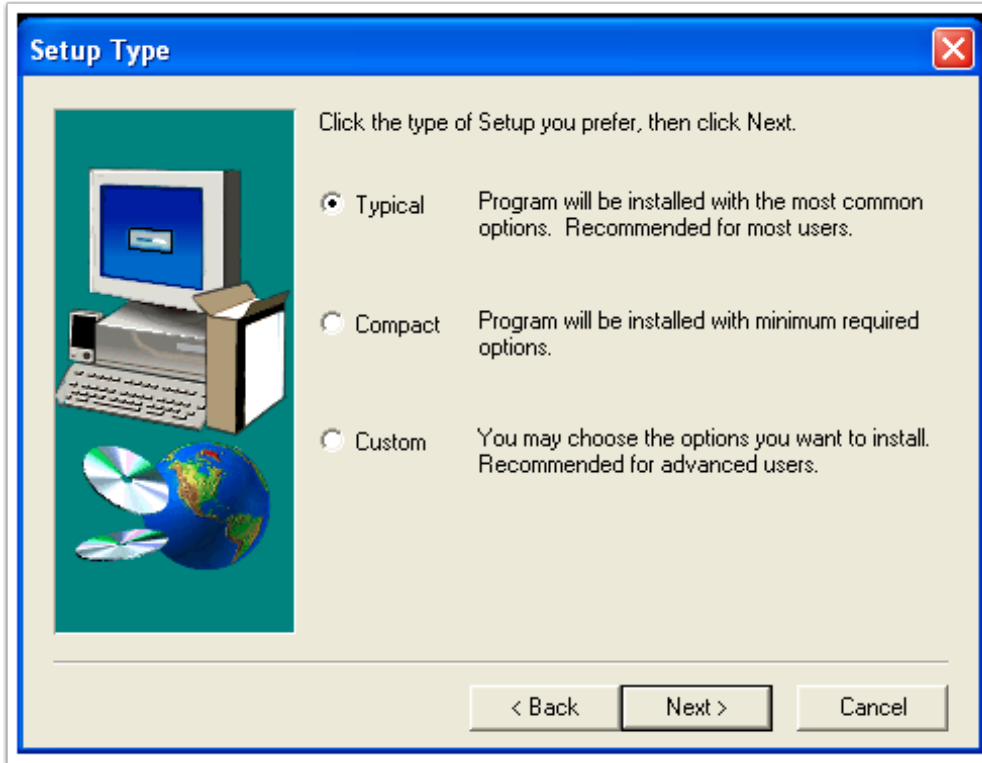 Setup Type
Click the type of Setup you prefer, then click Next.
Typical
Program will be installed with the most common
options.  Recommended for most users.
Compact
Program will be installed with minimum required
options.
Custom
You may choose the options you want to install.
Recommended for advanced users.
< Back
Next >
Cancel